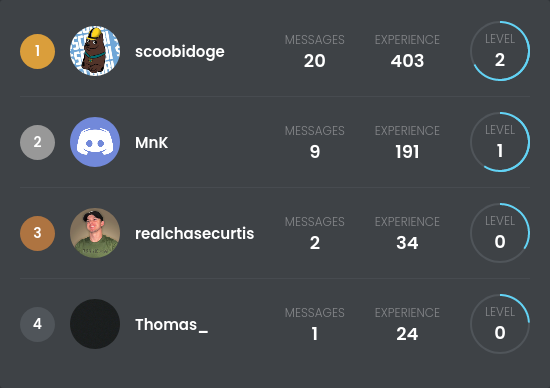 1 scoobidoge MESSAGES 20 EXPERIENCE 403 LEVEL 2
2 MnK MESSAGES 9 EXPERIENCE 191 LEVEL 1
3 realchasecurtis MESSAGES 2 EXPERIENCE 34 LEVEL 0
4 Thomas_ MESSAGES 1 EXPERIENCE 24 LEVEL 0